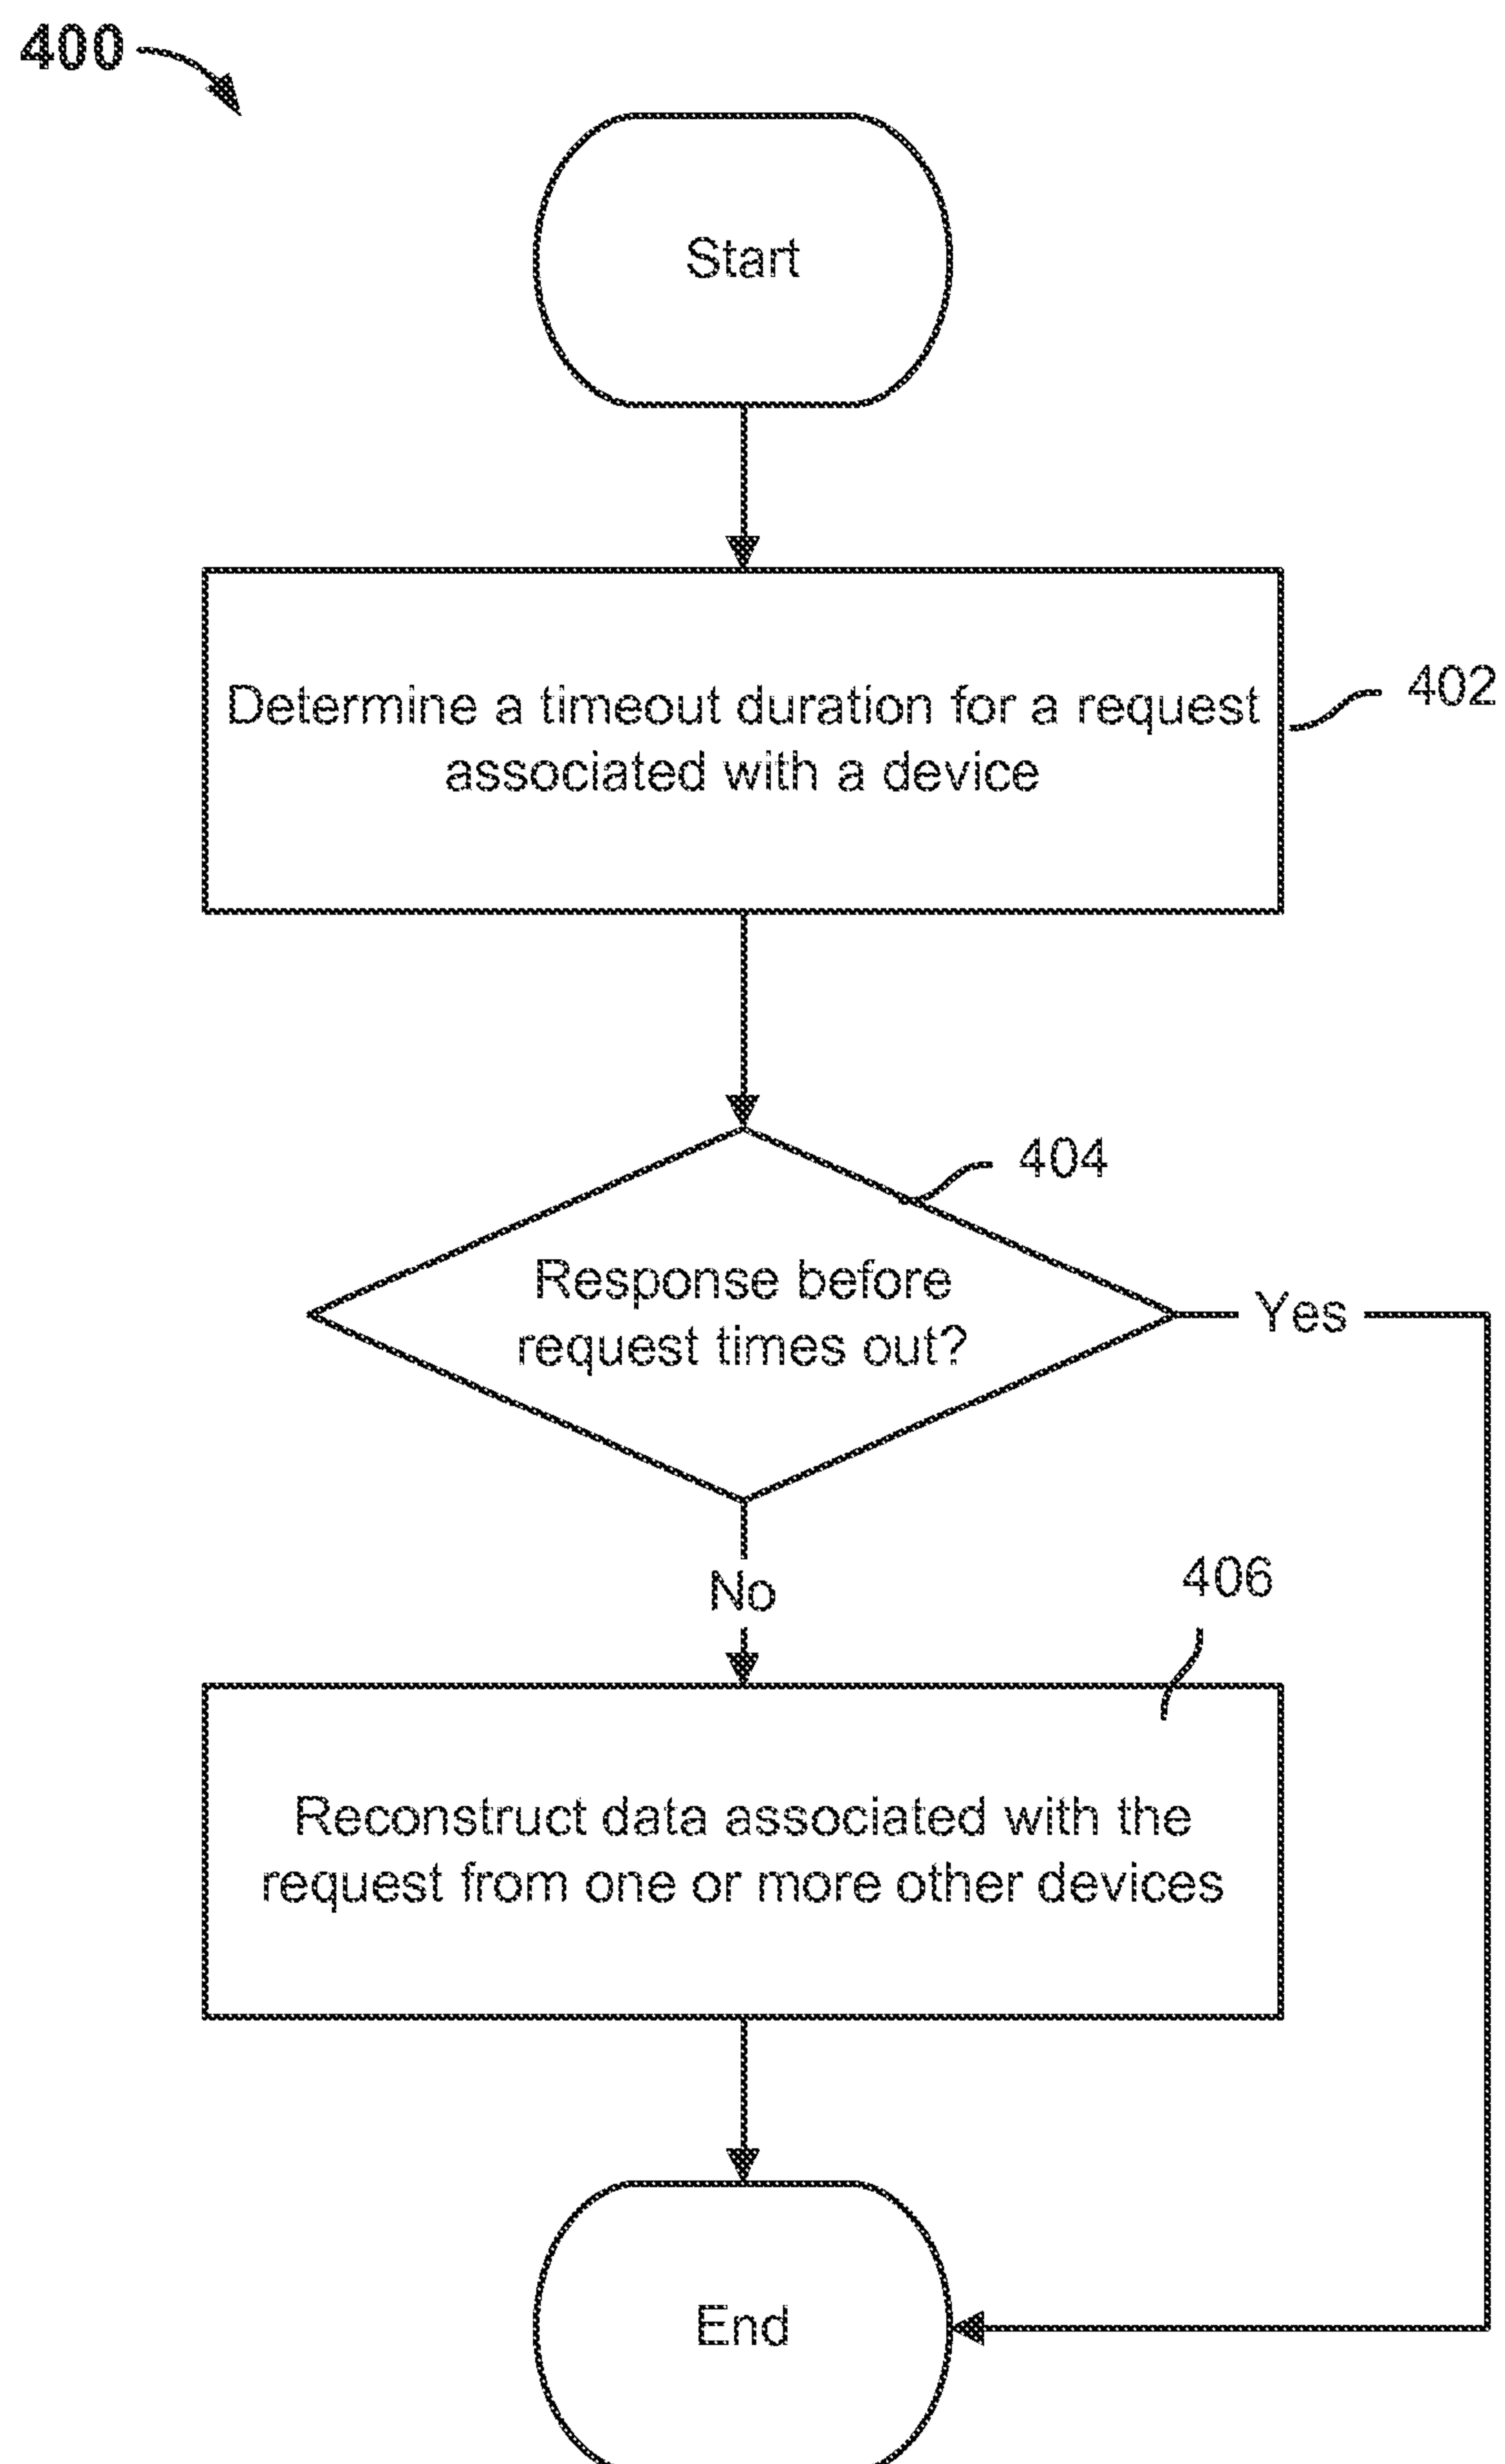 400
Start
Determine a timeout duration for a request
associated with a device
402
404
Response before
request times out?
Yes
No
406
Reconstruct data associated with the
request from one or more other devices
End